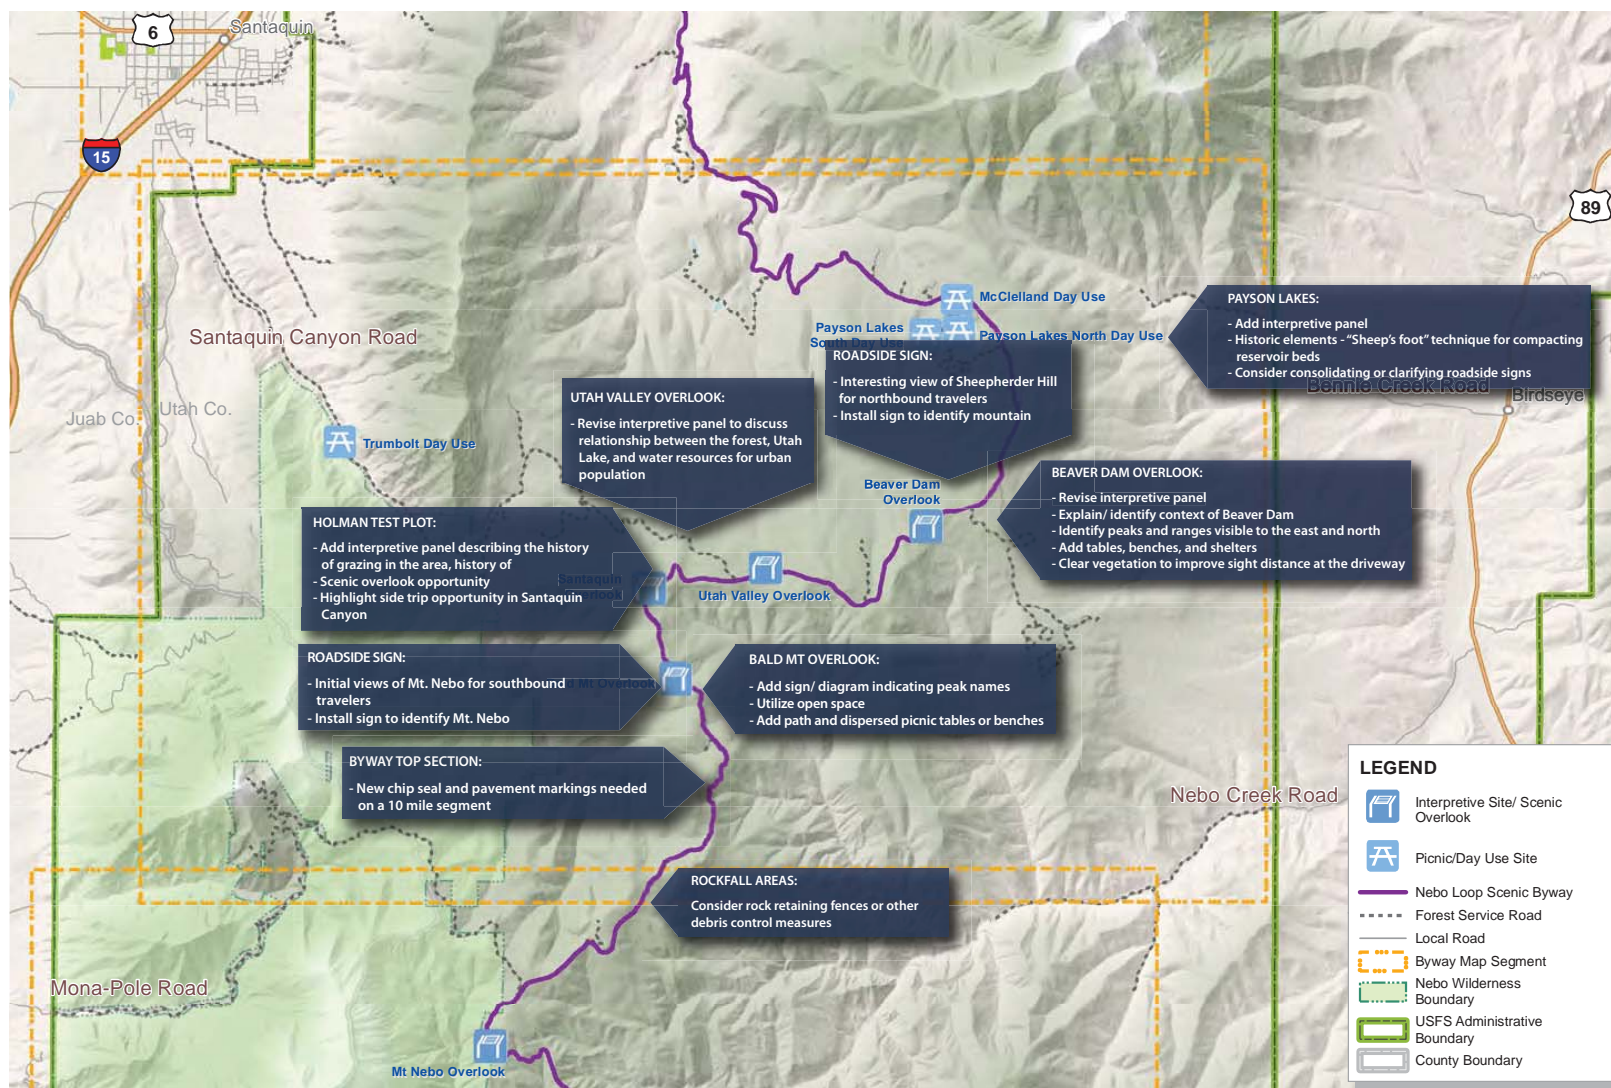 6
Santaquin
15
89
McClelland Day Use
Payson Lakes
South Day Use
Payson Lakes North Day Use
PAYSON LAKES:
- Add interpretive panel
- Historic elements - “Sheep's foot” technique for compacting
reservoir beds
- Consider consolidating or clarifying roadside signs
Bennie Creek Road
Birdseye
Santaquin Canyon Road
Juab Co.
Utah Co.
Trumbolt Day Use
ROADSIDE SIGN:
- Interesting view of Sheepherder Hill
for northbound travelers
- Install sign to identify mountain
UTAH VALLEY OVERLOOK:
- Revise interpretive panel to discuss
relationship between the forest, Utah
Lake, and water resources for urban
population
Beaver Dam
Overlook
BEAVER DAM OVERLOOK:
- Revise interpretive panel
- Explain/ identify context of Beaver Dam
- Identify peaks and ranges visible to the east and north
- Add tables, benches, and shelters
- Clear vegetation to improve sight distance at the driveway
HOLMAN TEST PLOT:
- Add interpretive panel describing the history
of grazing in the area, history of
- Scenic overlook opportunity
- Highlight side trip opportunity in Santaquin
Canyon
Santaquin
Utah Valley Overlook
ROADSIDE SIGN:
- Initial views of Mt. Nebo for southbound
travelers
- Install sign to identify Mt. Nebo
Mt Overlook
BALD MT OVERLOOK:
- Add sign/ diagram indicating peak names
- Utilize open space
- Add path and dispersed picnic tables or benches
BYWAY TOP SECTION:
- New chip seal and pavement markings needed
on a 10 mile segment
Nebo Creek Road
ROCKFALL AREAS:
Consider rock retaining fences or other
debris control measures
Mona-Pole Road
Mt Nebo Overlook
LEGEND
Interpretive Site/ Scenic
Overlook
Picnic/Day Use Site
Nebo Loop Scenic Byway
Forest Service Road
Local Road
Byway Map Segment
Nebo Wilderness
Boundary
USFS Administrative
Boundary
County Boundary